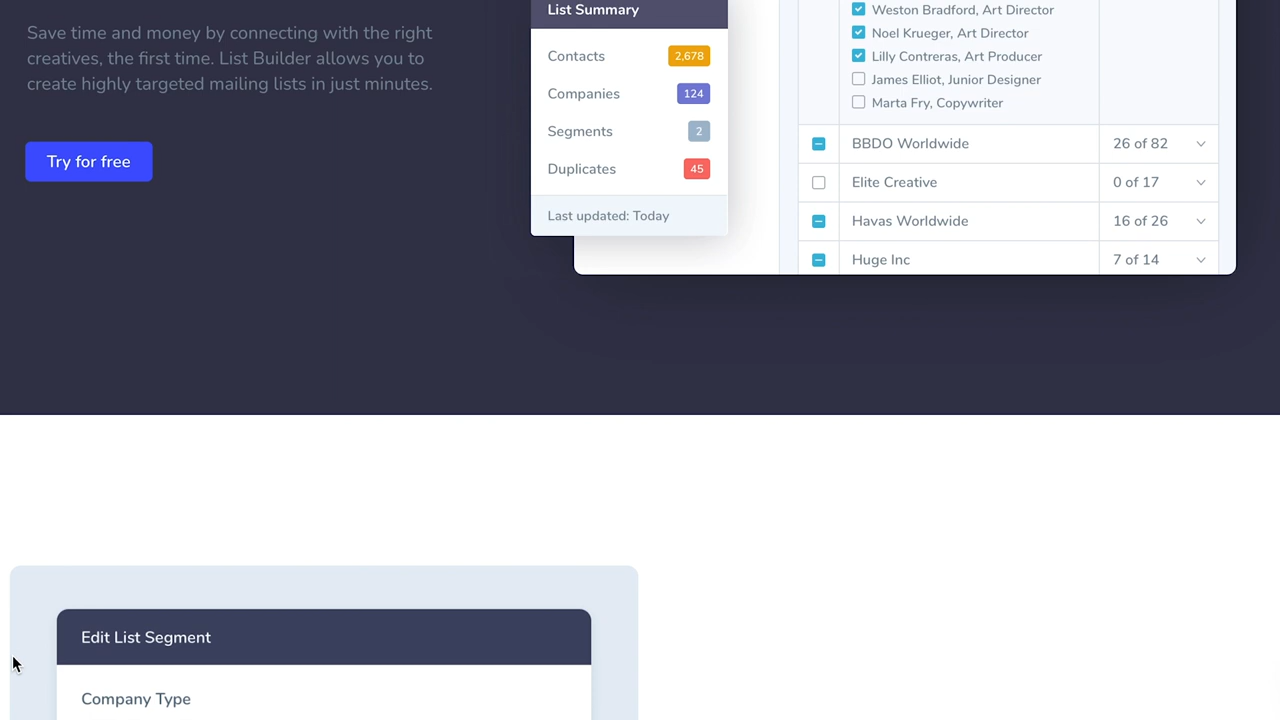 Save time and money by connecting with the right
creatives, the first time. List Builder allows you to
create highly targeted mailing lists in just minutes.
Try for free
List Summary
Contacts 2,678
Companies 124
Segments 2
Duplicates 45
Last updated: Today
Weston Bradford, Art Director
Noel Krueger, Art Director
Lilly Contreras, Art Producer
James Elliot, Junior Designer
Marta Fry, Copywriter
BBDO Worldwide 26 of 82
Elite Creative 0 of 17
Havas Worldwide 16 of 26
Huge Inc 7 of 14
Edit List Segment
Company Type